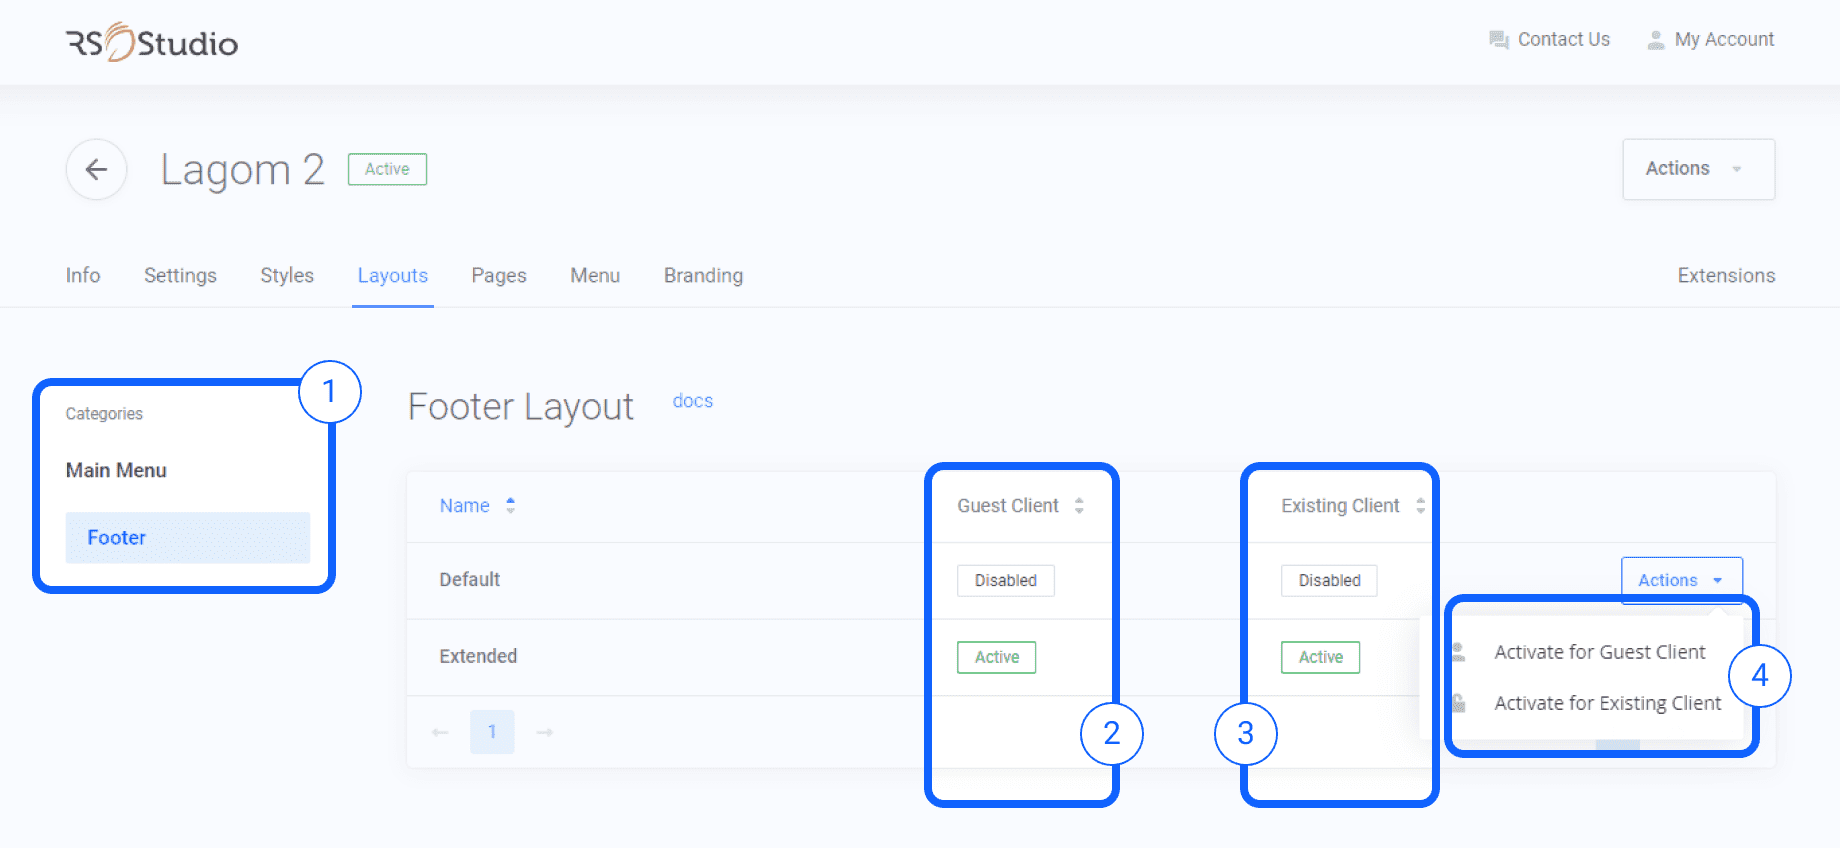 RS Studio
Contact Us
My Account
Lagom 2
Active
Actions
Info
Settings
Styles
Layouts
Pages
Menu
Branding
Extensions
1
Categories
Main Menu
Footer
Footer Layout
docs
Name
Guest Client
Existing Client
Default
Disabled
Disabled
Actions
Extended
Active
Active
Activate for Guest Client
Activate for Existing Client
1
2
3
4